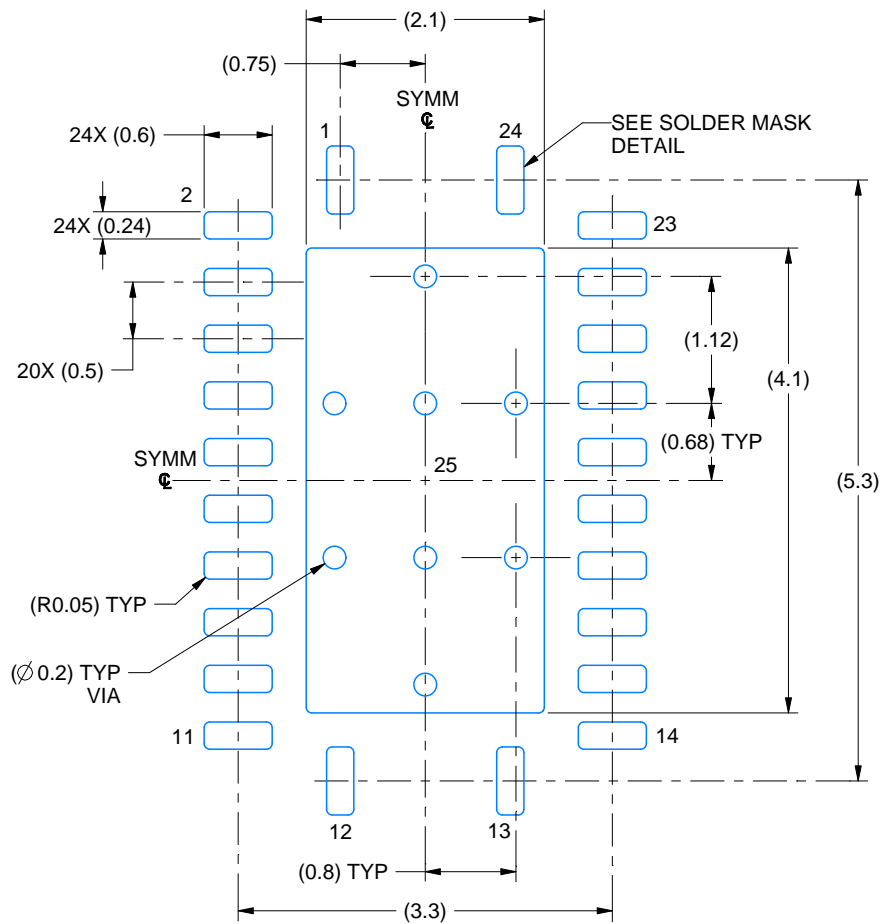 (2.1)
(0.75)
SYMM
℄
1
24
SEE SOLDER MASK
DETAIL
24X (0.6)
2
23
24X (0.24)
20X (0.5)
(1.12)
(4.1)
(0.68) TYP
SYMM
℄
25
(5.3)
(R0.05) TYP
(∅ 0.2) TYP
VIA
11
14
12
13
(0.8) TYP
(3.3)